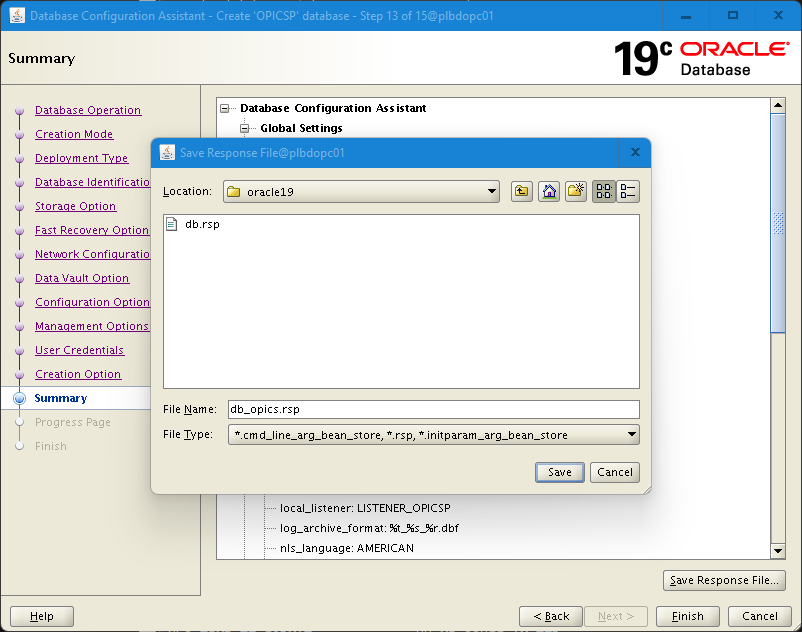 Database Configuration Assistant - Create 'OPICSP' database - Step 13 of 15@plbdopc01
Summary
19c ORACLE®
Database
Database Operation
Creation Mode
Deployment Type
Database Identificatio
Storage Option
Fast Recovery Option
Network Configuratio
Data Vault Option
Configuration Option
Management Options
User Credentials
Creation Option
Summary
Progress Page
Finish
Database Configuration Assistant
Global Settings
Save Response File@plbdopc01
Location: oracle19
db.rsp
File Name: db_opics.rsp
File Type: *.cmd_line_arg_bean_store, *.rsp, *.initparam_arg_bean_store
Save Cancel
local_listener: LISTENER_OPICSP
log_archive_format: %t_%s_%r.dbf
nls_language: AMERICAN
Save Response File...
Help < Back Next > Finish Cancel